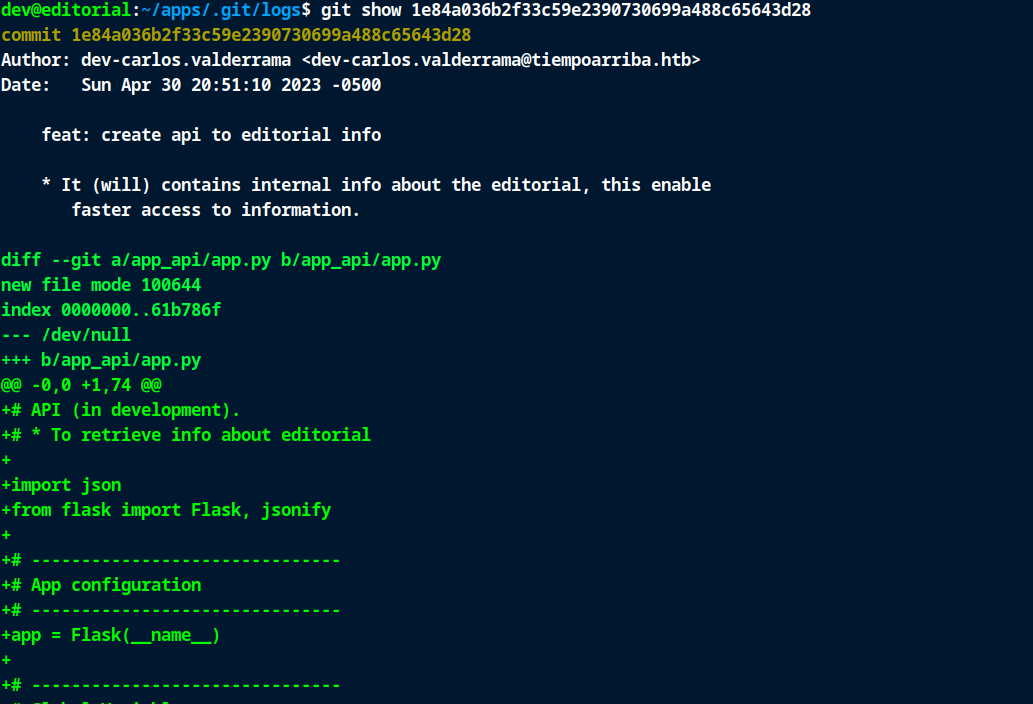 dev@editorial:~/apps/.git/logs$ git show 1e84a036b2f33c59e2390730699a488c65643d28
commit 1e84a036b2f33c59e2390730699a488c65643d28
Author: dev-carlos.valderrama <dev-carlos.valderrama@tiempoarriba.htb>
Date:   Sun Apr 30 20:51:10 2023 -0500

    feat: create api to editorial info

    * It (will) contains internal info about the editorial, this enable
       faster access to information.

diff --git a/app_api/app.py b/app_api/app.py
new file mode 100644
index 0000000..61b786f
--- /dev/null
+++ b/app_api/app.py
@@ -0,0 +1,74 @@
+# API (in development).
+# * To retrieve info about editorial
+
+import json
+from flask import Flask, jsonify
+
+# -------------------------------
+# App configuration
+# -------------------------------
+app = Flask(__name__)
+
+# -------------------------------